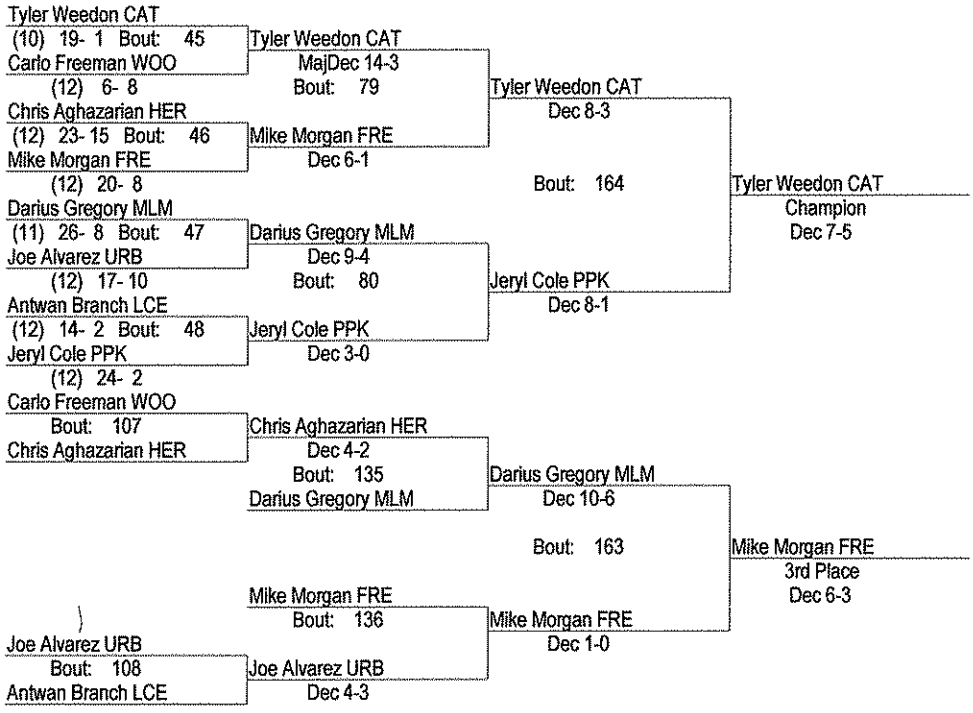 Tyler Weedon CAT
(10) 19- 1 Bout: 45
Carlo Freeman WOO
(12) 6- 8
Chris Aghazarian HER
(12) 23- 15 Bout: 46
Mike Morgan FRE
(12) 20- 8
Darius Gregory MLM
(11) 26- 8 Bout: 47
Joe Alvarez URB
(12) 17- 10
Antwan Branch LCE
(12) 14- 2 Bout: 48
Jeryl Cole PPK
(12) 24- 2
Carlo Freeman WOO
Bout: 107
Chris Aghazarian HER
Joe Alvarez URB
Bout: 108
Antwan Branch LCE
Tyler Weedon CAT
MajDec 14-3
Bout: 79
Mike Morgan FRE
Dec 6-1
Darius Gregory MLM
Dec 9-4
Bout: 80
Jeryl Cole PPK
Dec 3-0
Chris Aghazarian HER
Dec 4-2
Bout: 135
Darius Gregory MLM
Mike Morgan FRE
Bout: 136
Joe Alvarez URB
Dec 4-3
Tyler Weedon CAT
Dec 8-3
Bout: 164
Jeryl Cole PPK
Dec 8-1
Darius Gregory MLM
Dec 10-6
Bout: 163
Mike Morgan FRE
Dec 1-0
Tyler Weedon CAT
Champion
Dec 7-5
Mike Morgan FRE
3rd Place
Dec 6-3